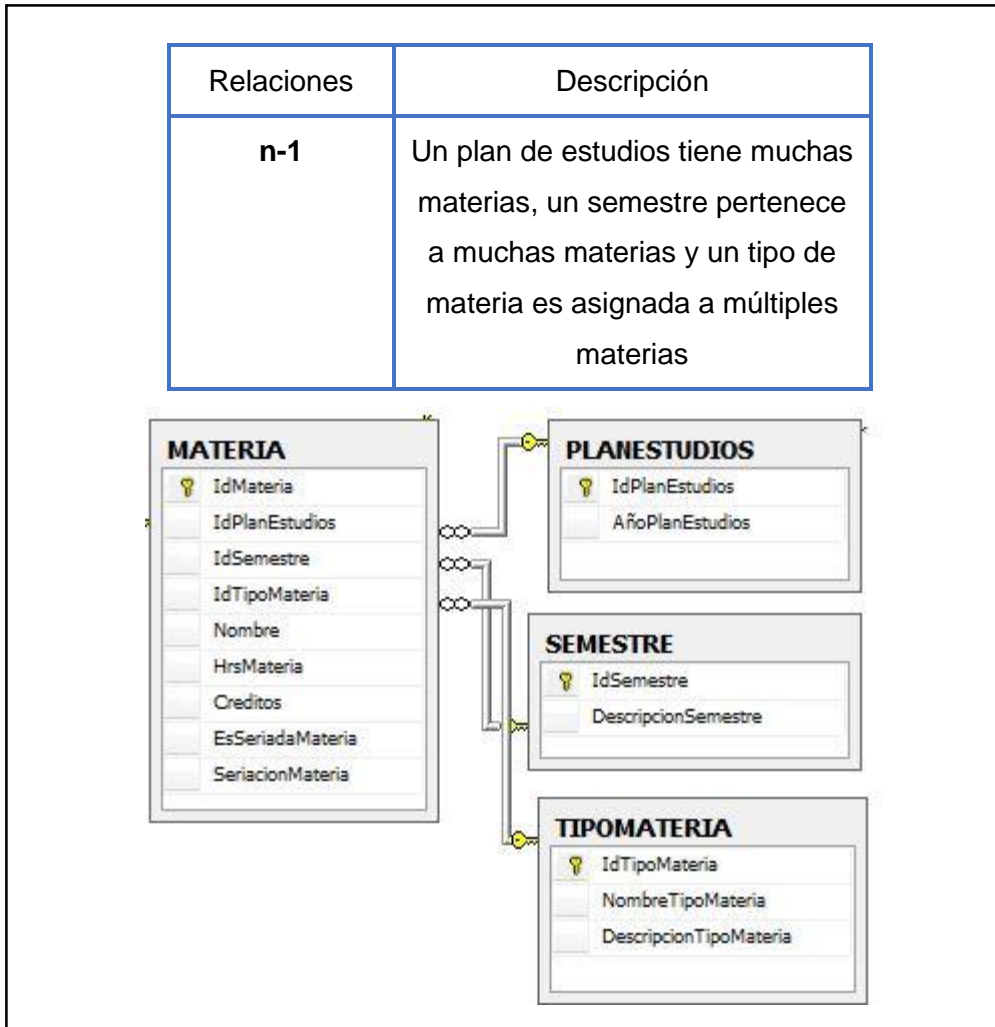 Relaciones
Descripción
n-1
Un plan de estudios tiene muchas
materias, un semestre pertenece
a muchas materias y un tipo de
materia es asignada a múltiples
materias
MATERIA
IdMateria
IdPlanEstudios
IdSemestre
IdTipoMateria
Nombre
HrsMateria
Creditos
EsSeriadaMateria
SeriacionMateria
PLANESTUDIOS
IdPlanEstudios
AñoPlanEstudios
SEMESTRE
IdSemestre
DescripcionSemestre
TIPOMATERIA
IdTipoMateria
NombreTipoMateria
DescripcionTipoMateria